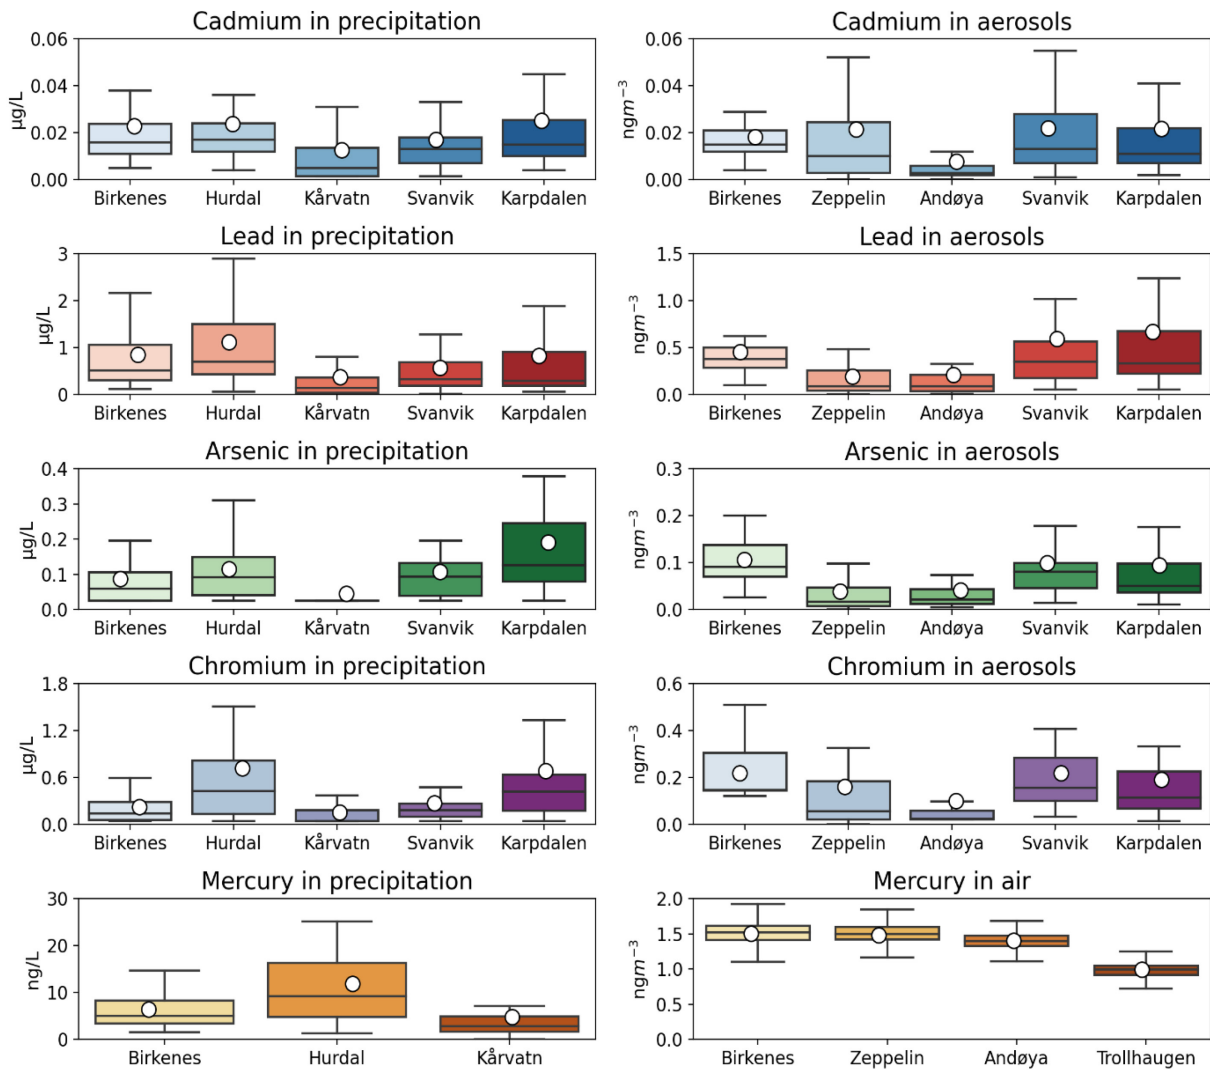 Cadmium in precipitation
0.06
0.04
0.02
0.00
µg/L
Birkenes Hurdal Kårvatn Svanvik Karpdalen
Cadmium in aerosols
0.06
0.04
0.02
0.00
ngm⁻³
Birkenes Zeppelin Andøya Svanvik Karpdalen
Lead in precipitation
3
2
1
0
µg/L
Birkenes Hurdal Kårvatn Svanvik Karpdalen
Lead in aerosols
1.5
1.0
0.5
0.0
ngm⁻³
Birkenes Zeppelin Andøya Svanvik Karpdalen
Arsenic in precipitation
0.4
0.3
0.2
0.1
0.0
µg/L
Birkenes Hurdal Kårvatn Svanvik Karpdalen
Arsenic in aerosols
0.3
0.2
0.1
0.0
ngm⁻³
Birkenes Zeppelin Andøya Svanvik Karpdalen
Chromium in precipitation
1.8
1.2
0.6
0.0
µg/L
Birkenes Hurdal Kårvatn Svanvik Karpdalen
Chromium in aerosols
0.6
0.4
0.2
0.0
ngm⁻³
Birkenes Zeppelin Andøya Svanvik Karpdalen
Mercury in precipitation
30
20
10
0
ng/L
Birkenes Hurdal Kårvatn
Mercury in air
2.0
1.5
1.0
0.5
0.0
ngm⁻³
Birkenes Zeppelin Andøya Trollhaugen